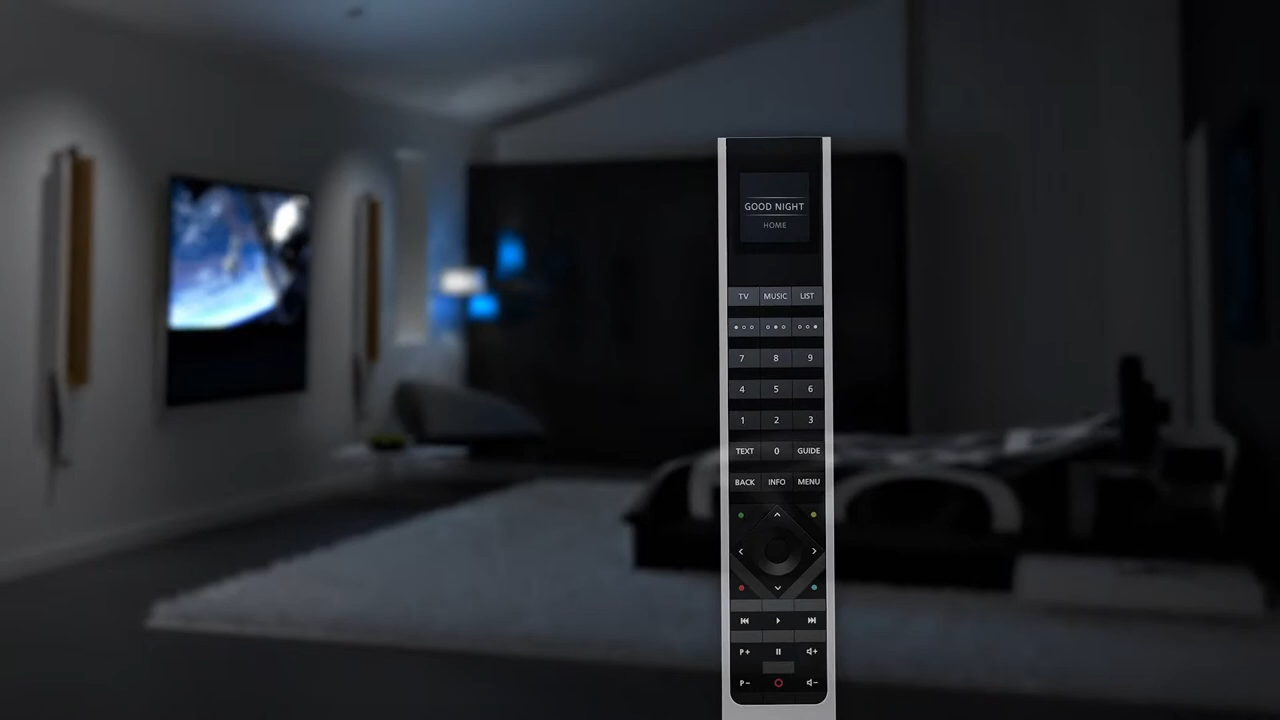 GOOD NIGHT
HOME
TV MUSIC LIST
7 8 9
4 5 6
1 2 3
TEXT 0 GUIDE
BACK INFO MENU
P+ +
P− −